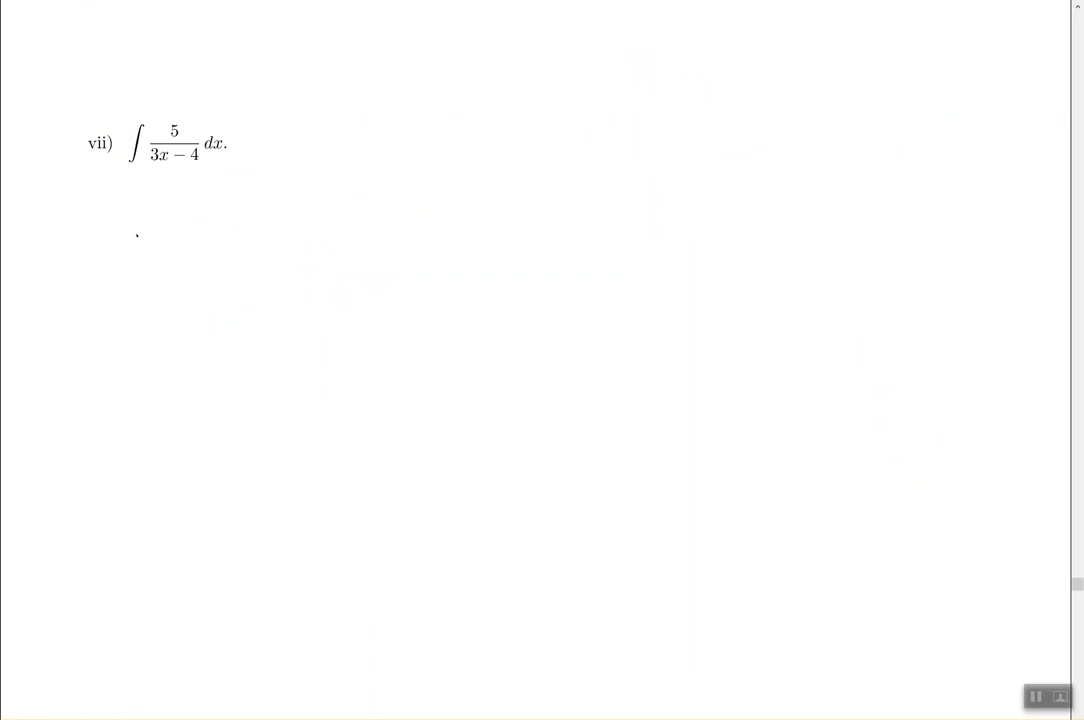 vii) ∫ 5/(3x − 4) dx.